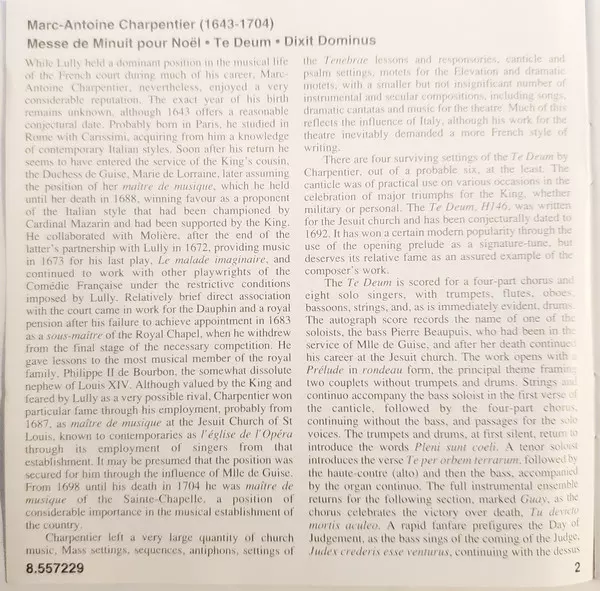 Marc-Antoine Charpentier (1643-1704)
Messe de Minuit pour Noël • Te Deum • Dixit Dominus
While Lully held a dominant position in the musical life
of the French court during much of his career, Marc-
Antoine Charpentier, nevertheless, enjoyed a very
considerable reputation. The exact year of his birth
remains unknown, although 1643 offers a reasonable
conjectural date. Probably born in Paris, he studied in
Rome with Carissimi, acquiring from him a knowledge
of contemporary Italian styles. Soon after his return he
seems to have entered the service of the King's cousin,
the Duchess de Guise, Marie de Lorraine, later assuming
the position of her maître de musique, which he held
until her death in 1688, winning favour as a proponent
of the Italian style that had been championed by
Cardinal Mazarin and had been supported by the King.
He collaborated with Molière, after the end of the
latter's partnership with Lully in 1672, providing music
in 1673 for his last play, Le malade imaginaire, and
continued to work with other playwrights of the
Comédie Française under the restrictive conditions
imposed by Lully. Relatively brief direct association
with the court came in work for the Dauphin and a royal
pension after his failure to achieve appointment in 1683
as a sous-maître of the Royal Chapel, when he withdrew
from the final stage of the necessary competition. He
gave lessons to the most musical member of the royal
family, Philippe II de Bourbon, the somewhat dissolute
nephew of Louis XIV. Although valued by the King and
feared by Lully as a very possible rival, Charpentier won
particular fame through his employment, probably from
1687, as maître de musique at the Jesuit Church of St
Louis, known to contemporaries as l'église de l'Opéra
through its employment of singers from that
establishment. It may be presumed that the position was
secured for him through the influence of Mlle de Guise.
From 1698 until his death in 1704 he was maître de
musique of the Sainte-Chapelle, a position of
considerable importance in the musical establishment of
the country.
Charpentier left a very large quantity of church
music, Mass settings, sequences, antiphons, settings of
the Tenebrae lessons and responsories, canticle and
psalm settings, motets for the Elevation and dramatic
motets, with a smaller but not insignificant number of
instrumental and secular compositions, including songs,
dramatic cantatas and music for the theatre. Much of this
reflects the influence of Italy, although his work for the
theatre inevitably demanded a more French style of
writing.
There are four surviving settings of the Te Deum by
Charpentier, out of a probable six, at the least. The
canticle was of practical use on various occasions in the
celebration of major triumphs for the King, whether
military or personal. The Te Deum, H146, was written
for the Jesuit church and has been conjecturally dated to
1692. It has won a certain modern popularity through the
use of the opening prelude as a signature-tune, but
deserves its relative fame as an assured example of the
composer's work.
The Te Deum is scored for a four-part chorus and
eight solo singers, with trumpets, flutes, oboes,
bassoons, strings, and, as is immediately evident, drums.
The autograph score records the name of one of the
soloists, the bass Pierre Beaupuis, who had been in the
service of Mlle de Guise, and after her death continued
his career at the Jesuit church. The work opens with a
Prélude in rondeau form, the principal theme framing
two couplets without trumpets and drums. Strings and
continuo accompany the bass soloist in the first verse of
the canticle, followed by the four-part chorus,
continuing without the bass, and passages for the solo
voices. The trumpets and drums, at first silent, return to
introduce the words Pleni sunt coeli. A tenor soloist
introduces the verse Te per orbem terrarum, followed by
the haute-contre (alto) and then the bass, accompanied
by the organ continuo. The full instrumental ensemble
returns for the following section, marked Guay, as the
chorus celebrates the victory over death, Tu devicto
mortis aculeo. A rapid fanfare prefigures the Day of
Judgement, as the bass sings of the coming of the Judge,
Judex crederis esse venturus, continuing with the dessus
8.557229
2